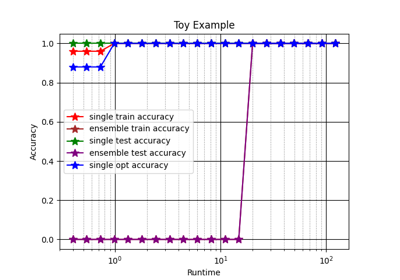 Toy Example
1.0
0.8
0.6
0.4
0.2
0.0
Accuracy
single train accuracy
ensemble train accuracy
single test accuracy
ensemble test accuracy
single opt accuracy
10⁰
10¹
10²
Runtime